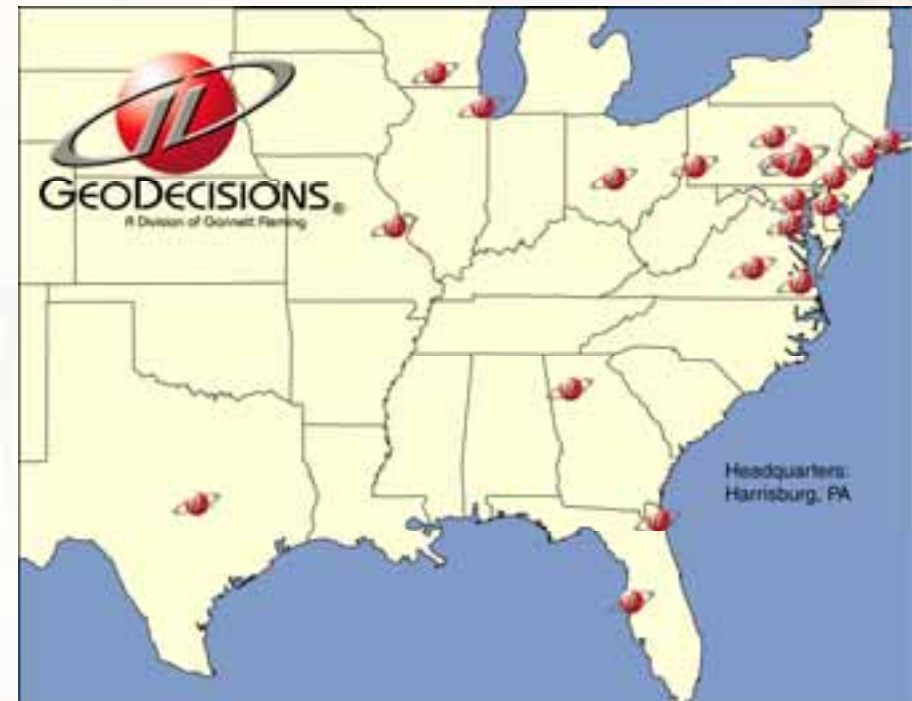 GEODECISIONS®
A Division of Gannett Fleming
Headquarters:
Harrisburg, PA